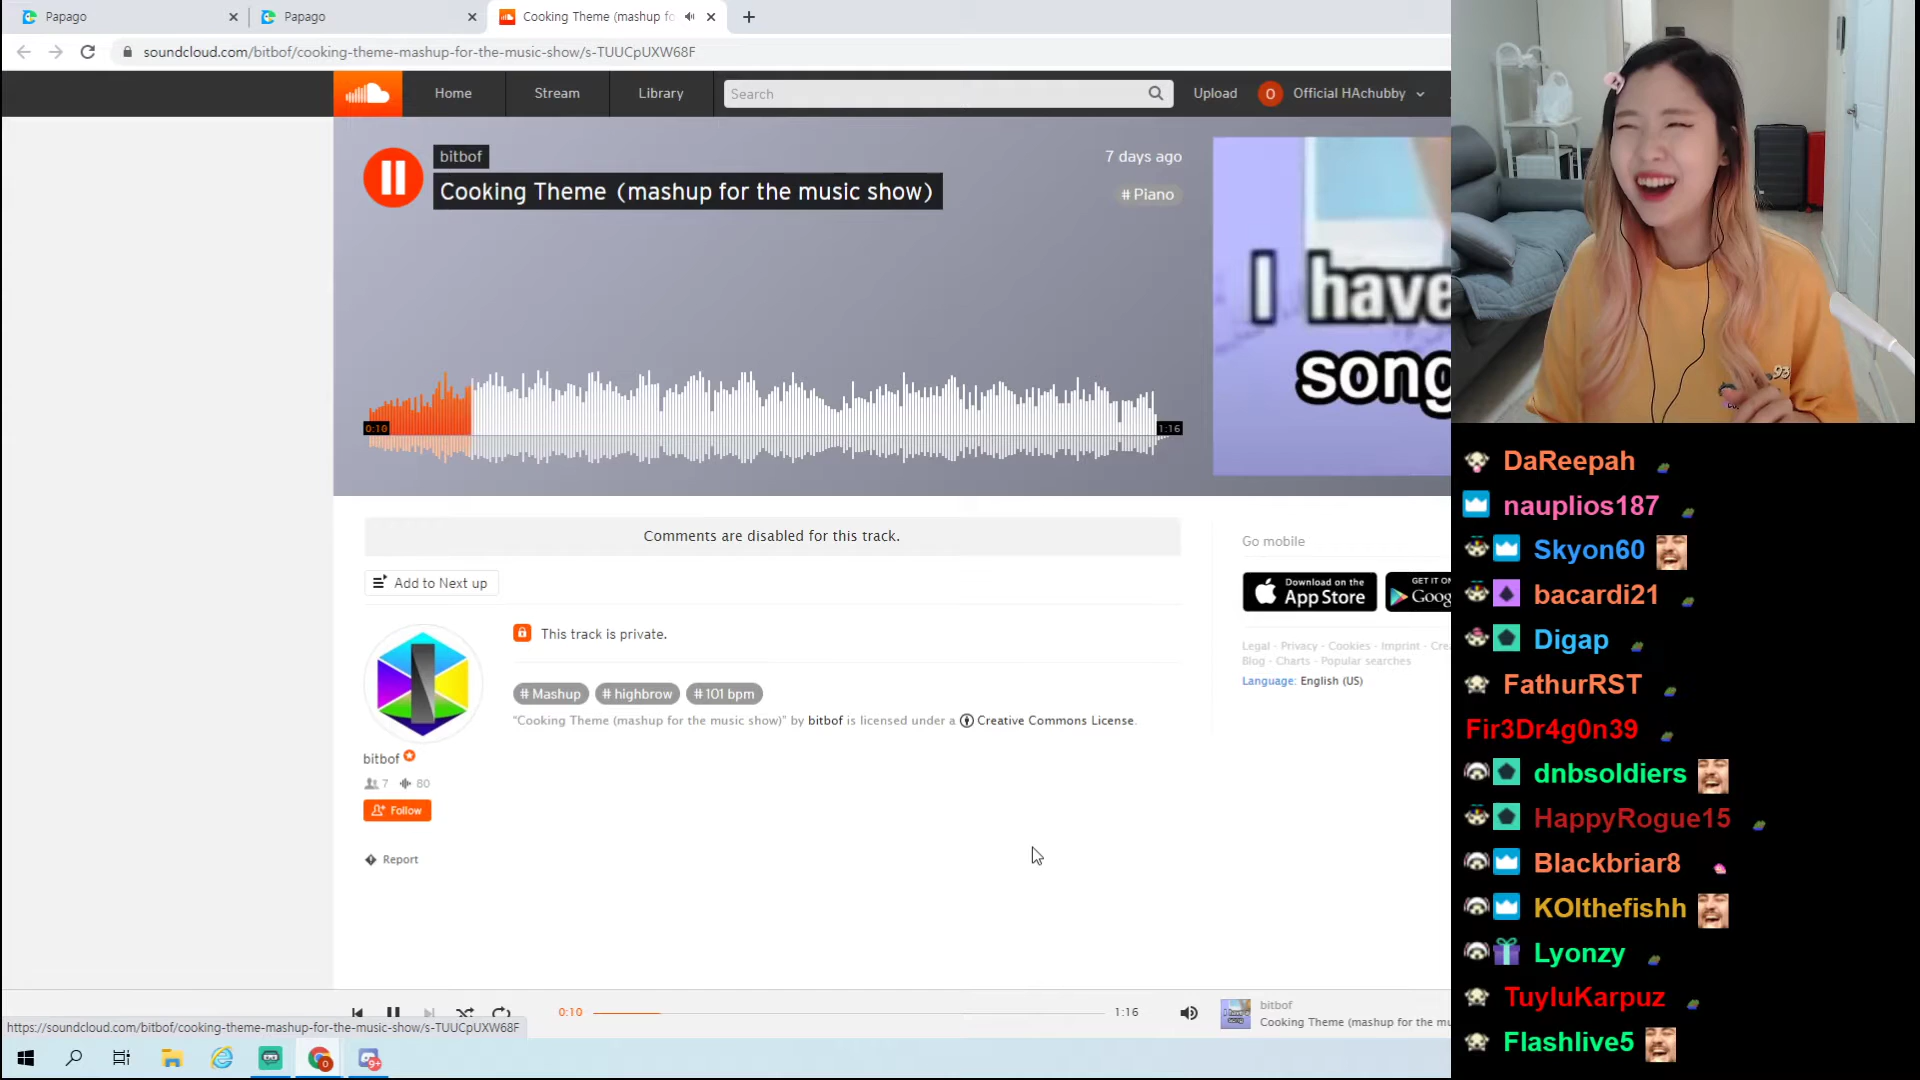 Papago
Papago
Cooking Theme (mashup fo
soundcloud.com/bitbof/cooking-theme-mashup-for-the-music-show/s-TUUCpUXW68F
Home
Stream
Library
Search
Upload
O
Official HAchubby
bitbof
7 days ago
Cooking Theme (mashup for the music show)
# Piano
I have
song
0:10
1:16
Comments are disabled for this track.
Add to Next up
This track is private.
# Mashup
# highbrow
# 101 bpm
"Cooking Theme (mashup for the music show)" by bitbof is licensed under a Creative Commons License.
bitbof
7
80
Follow
Report
Go mobile
Download on the
App Store
GET IT ON
Goog
Legal - Privacy - Cookies - Imprint - Cre
Blog - Charts - Popular searches
Language: English (US)
0:10
1:16
bitbof
Cooking Theme (mashup for the mu
https://soundcloud.com/bitbof/cooking-theme-mashup-for-the-music-show/s-TUUCpUXW68F
O
9+
93
DaReepah
nauplios187
Skyon60
bacardi21
Digap
FathurRST
Fir3Dr4g0n39
dnbsoldiers
HappyRogue15
Blackbriar8
KOIthefishh
Lyonzy
TuyluKarpuz
Flashlive5